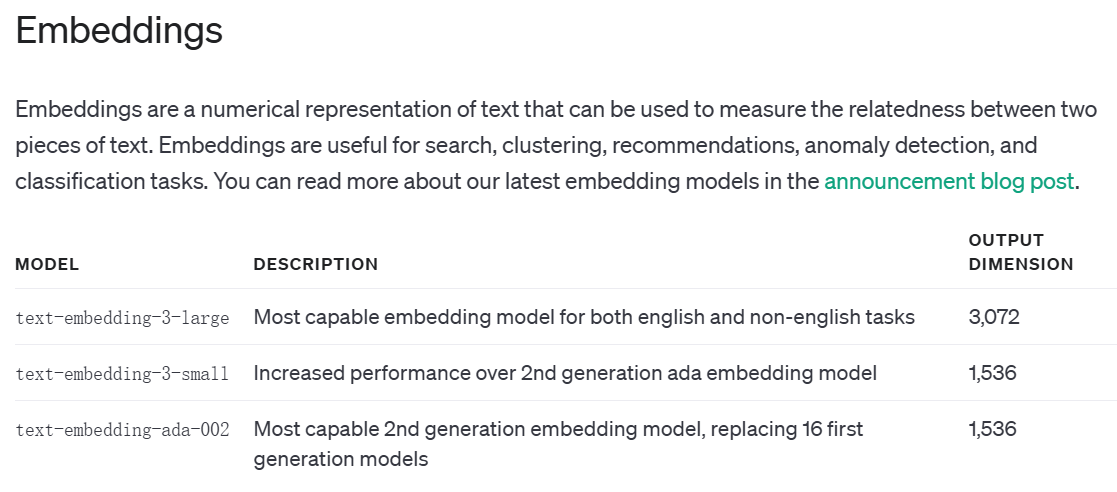 Embeddings
Embeddings are a numerical representation of text that can be used to measure the relatedness between two
pieces of text. Embeddings are useful for search, clustering, recommendations, anomaly detection, and
classification tasks. You can read more about our latest embedding models in the announcement blog post.
MODEL DESCRIPTION OUTPUT DIMENSION
text-embedding-3-large Most capable embedding model for both english and non-english tasks 3,072
text-embedding-3-small Increased performance over 2nd generation ada embedding model 1,536
text-embedding-ada-002 Most capable 2nd generation embedding model, replacing 16 first 1,536
generation models